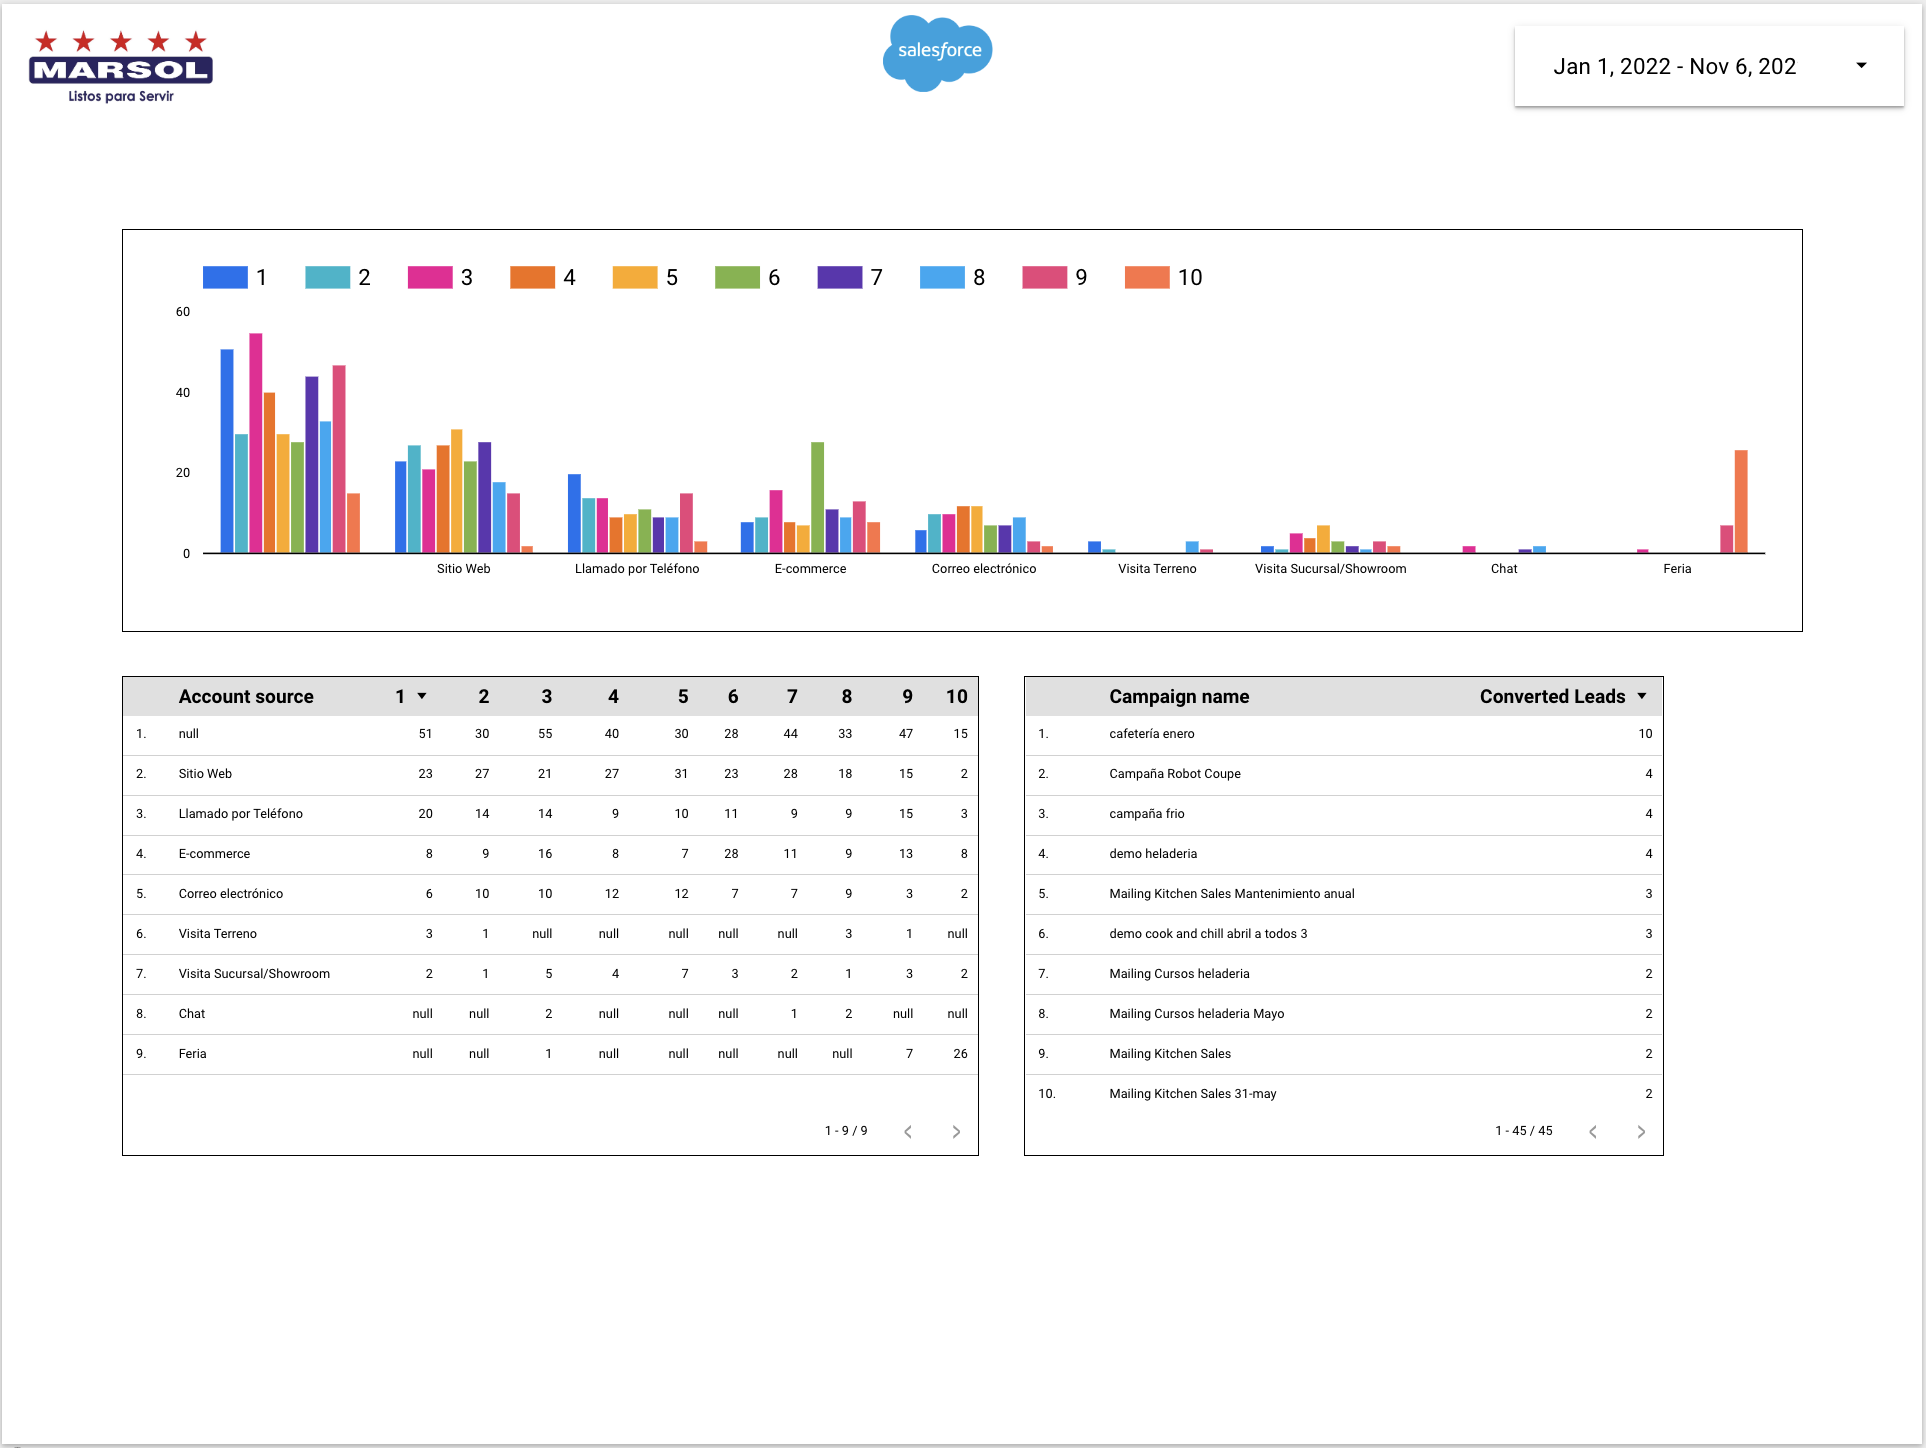 MARSOL
Listos para Servir
salesforce
Jan 1, 2022 - Nov 6, 202
1 2 3 4 5 6 7 8 9 10
60
40
20
0
Sitio Web Llamado por Teléfono E-commerce Correo electrónico Visita Terreno Visita Sucursal/Showroom Chat Feria
Account source 1 2 3 4 5 6 7 8 9 10
1. null 51 30 55 40 30 28 44 33 47 15
2. Sitio Web 23 27 21 27 31 23 28 18 15 2
3. Llamado por Teléfono 20 14 14 9 10 11 9 9 15 3
4. E-commerce 8 9 16 8 7 28 11 9 13 8
5. Correo electrónico 6 10 10 12 12 7 7 9 3 2
6. Visita Terreno 3 1 null null null null null 3 1 null
7. Visita Sucursal/Showroom 2 1 5 4 7 3 2 1 3 2
8. Chat null null 2 null null null 1 2 null null
9. Feria null null 1 null null null null null 7 26
1 - 9 / 9
Campaign name Converted Leads
1. cafetería enero 10
2. Campaña Robot Coupe 4
3. campaña frio 4
4. demo heladeria 4
5. Mailing Kitchen Sales Mantenimiento anual 3
6. demo cook and chill abril a todos 3 3
7. Mailing Cursos heladeria 2
8. Mailing Cursos heladeria Mayo 2
9. Mailing Kitchen Sales 2
10. Mailing Kitchen Sales 31-may 2
1 - 45 / 45